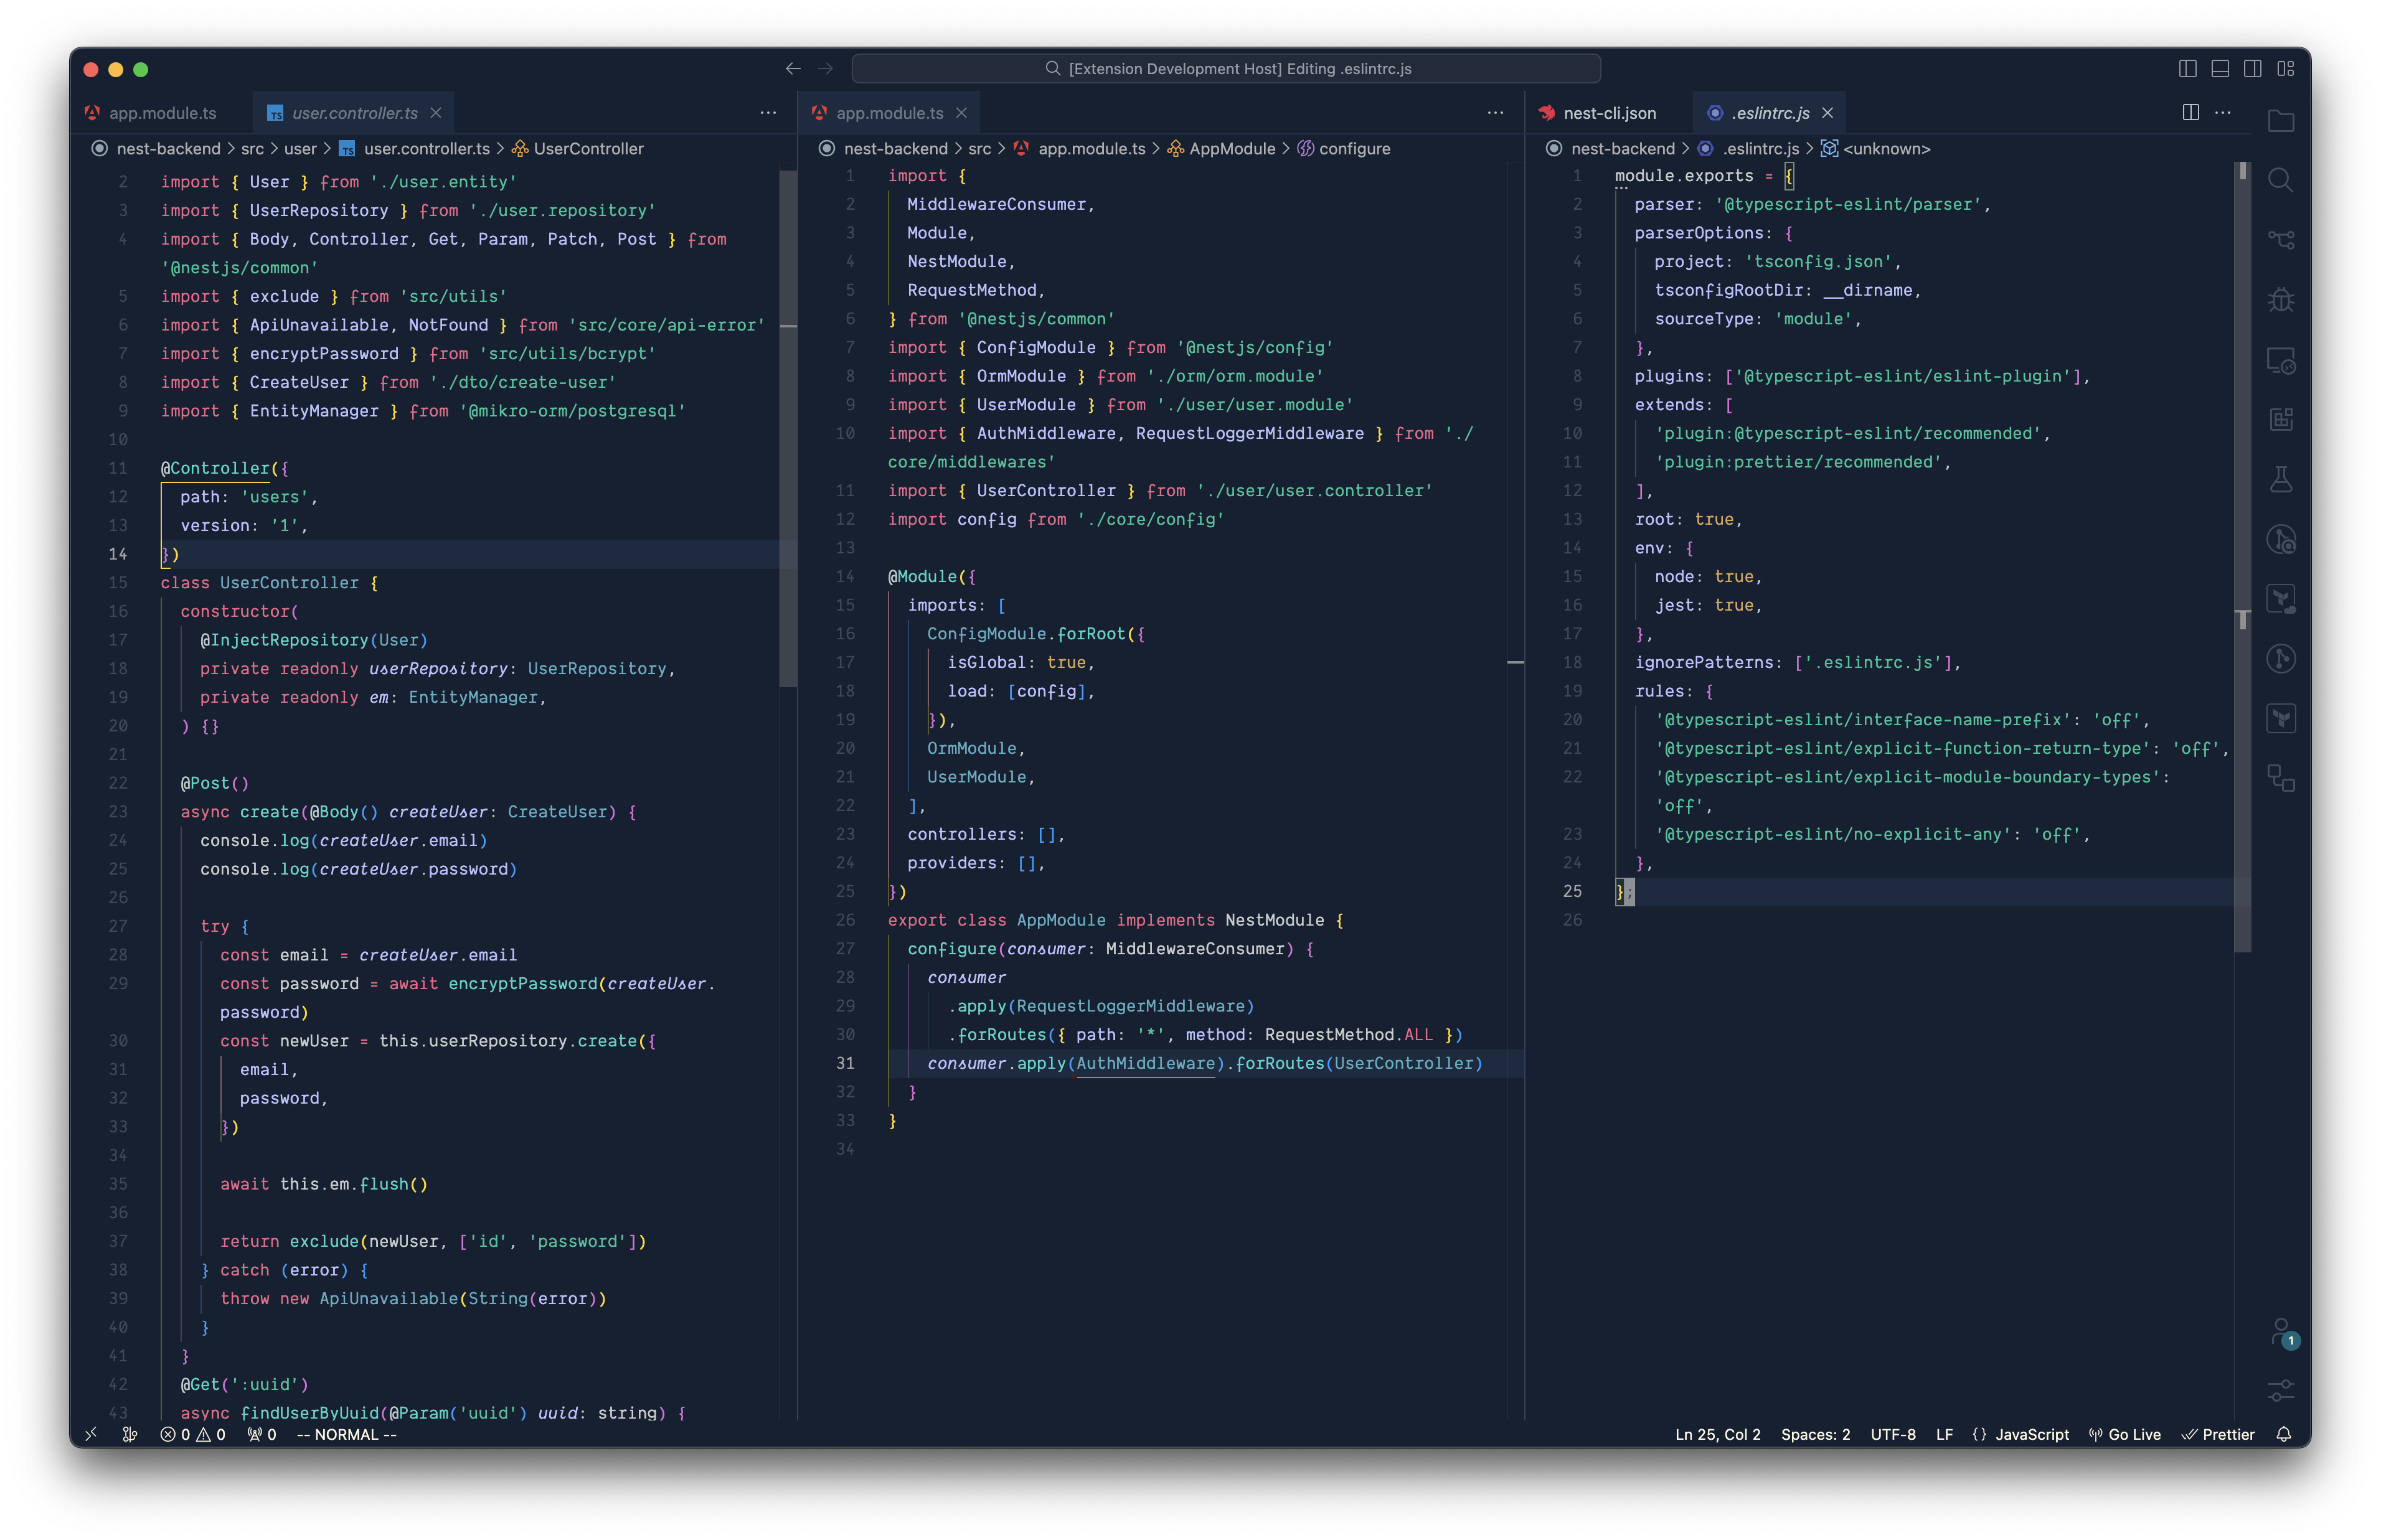 [Extension Development Host] Editing .eslintrc.js
app.module.ts
TS user.controller.ts
nest-backend > src > user > TS user.controller.ts > UserController
2 import { User } from './user.entity'
3 import { UserRepository } from './user.repository'
4 import { Body, Controller, Get, Param, Patch, Post } from
'@nestjs/common'
5 import { exclude } from 'src/utils'
6 import { ApiUnavailable, NotFound } from 'src/core/api-error'
7 import { encryptPassword } from 'src/utils/bcrypt'
8 import { CreateUser } from './dto/create-user'
9 import { EntityManager } from '@mikro-orm/postgresql'
10
11 @Controller({
12 path: 'users',
13 version: '1',
14 })
15 class UserController {
16 constructor(
17 @InjectRepository(User)
18 private readonly userRepository: UserRepository,
19 private readonly em: EntityManager,
20 ) {}
21
22 @Post()
23 async create(@Body() createUser: CreateUser) {
24 console.log(createUser.email)
25 console.log(createUser.password)
26
27 try {
28 const email = createUser.email
29 const password = await encryptPassword(createUser.
password)
30 const newUser = this.userRepository.create({
31 email,
32 password,
33 })
34
35 await this.em.flush()
36
37 return exclude(newUser, ['id', 'password'])
38 } catch (error) {
39 throw new ApiUnavailable(String(error))
40 }
41 }
42 @Get(':uuid')
43 async findUserByUuid(@Param('uuid') uuid: string) {
app.module.ts
nest-backend > src > app.module.ts > AppModule > configure
1 import {
2 MiddlewareConsumer,
3 Module,
4 NestModule,
5 RequestMethod,
6 } from '@nestjs/common'
7 import { ConfigModule } from '@nestjs/config'
8 import { OrmModule } from './orm/orm.module'
9 import { UserModule } from './user/user.module'
10 import { AuthMiddleware, RequestLoggerMiddleware } from './
core/middlewares'
11 import { UserController } from './user/user.controller'
12 import config from './core/config'
13
14 @Module({
15 imports: [
16 ConfigModule.forRoot({
17 isGlobal: true,
18 load: [config],
19 }),
20 OrmModule,
21 UserModule,
22 ],
23 controllers: [],
24 providers: [],
25 })
26 export class AppModule implements NestModule {
27 configure(consumer: MiddlewareConsumer) {
28 consumer
29 .apply(RequestLoggerMiddleware)
30 .forRoutes({ path: '*', method: RequestMethod.ALL })
31 consumer.apply(AuthMiddleware).forRoutes(UserController)
32 }
33 }
34
nest-cli.json
.eslintrc.js
nest-backend > .eslintrc.js > <unknown>
1 module.exports = {
2 parser: '@typescript-eslint/parser',
3 parserOptions: {
4 project: 'tsconfig.json',
5 tsconfigRootDir: __dirname,
6 sourceType: 'module',
7 },
8 plugins: ['@typescript-eslint/eslint-plugin'],
9 extends: [
10 'plugin:@typescript-eslint/recommended',
11 'plugin:prettier/recommended',
12 ],
13 root: true,
14 env: {
15 node: true,
16 jest: true,
17 },
18 ignorePatterns: ['.eslintrc.js'],
19 rules: {
20 '@typescript-eslint/interface-name-prefix': 'off',
21 '@typescript-eslint/explicit-function-return-type': 'off',
22 '@typescript-eslint/explicit-module-boundary-types':
'off',
23 '@typescript-eslint/no-explicit-any': 'off',
24 },
25 };
26
1
0 0 0 -- NORMAL --
Ln 25, Col 2 Spaces: 2 UTF-8 LF {} JavaScript Go Live Prettier